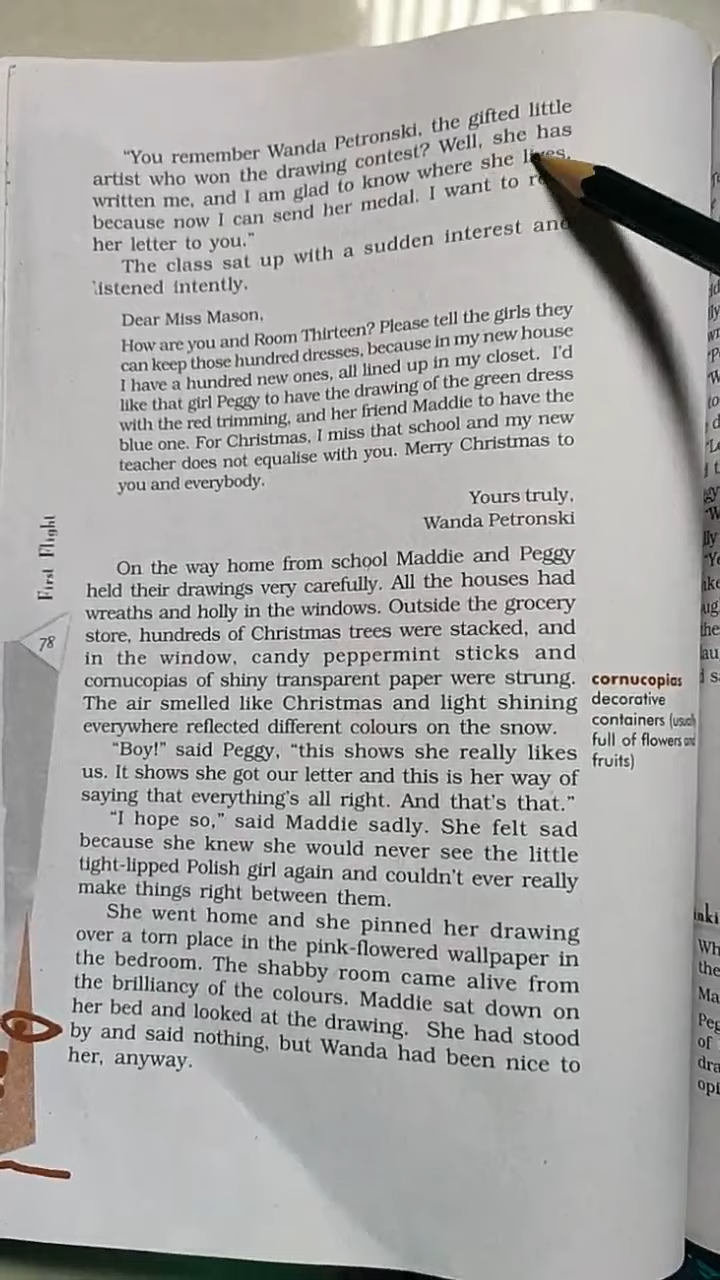 "You remember Wanda Petronski, the gifted little
artist who won the drawing contest? Well, she has
written me, and I am glad to know where she lives,
because now I can send her medal. I want to
her letter to you."
The class sat up with a sudden interest and
listened intently.
Dear Miss Mason,
How are you and Room Thirteen? Please tell the girls they
can keep those hundred dresses, because in my new house
I have a hundred new ones, all lined up in my closet. I'd
like that girl Peggy to have the drawing of the green dress
with the red trimming, and her friend Maddie to have the
blue one. For Christmas, I miss that school and my new
teacher does not equalise with you. Merry Christmas to
you and everybody.
Yours truly,
Wanda Petronski
On the way home from school Maddie and Peggy
held their drawings very carefully. All the houses had
wreaths and holly in the windows. Outside the grocery
store, hundreds of Christmas trees were stacked, and
in the window, candy peppermint sticks and
cornucopias of shiny transparent paper were strung.
The air smelled like Christmas and light shining
everywhere reflected different colours on the snow.
"Boy!" said Peggy, "this shows she really likes
us. It shows she got our letter and this is her way of
saying that everything's all right. And that's that."
"I hope so," said Maddie sadly. She felt sad
because she knew she would never see the little
tight-lipped Polish girl again and couldn't ever really
make things right between them.
She went home and she pinned her drawing
over a torn place in the pink-flowered wallpaper in
the bedroom. The shabby room came alive from
the brilliancy of the colours. Maddie sat down on
her bed and looked at the drawing. She had stood
by and said nothing, but Wanda had been nice to
her, anyway.
cornucopias
decorative
containers (usually
full of flowers and
fruits)
First Flight
78